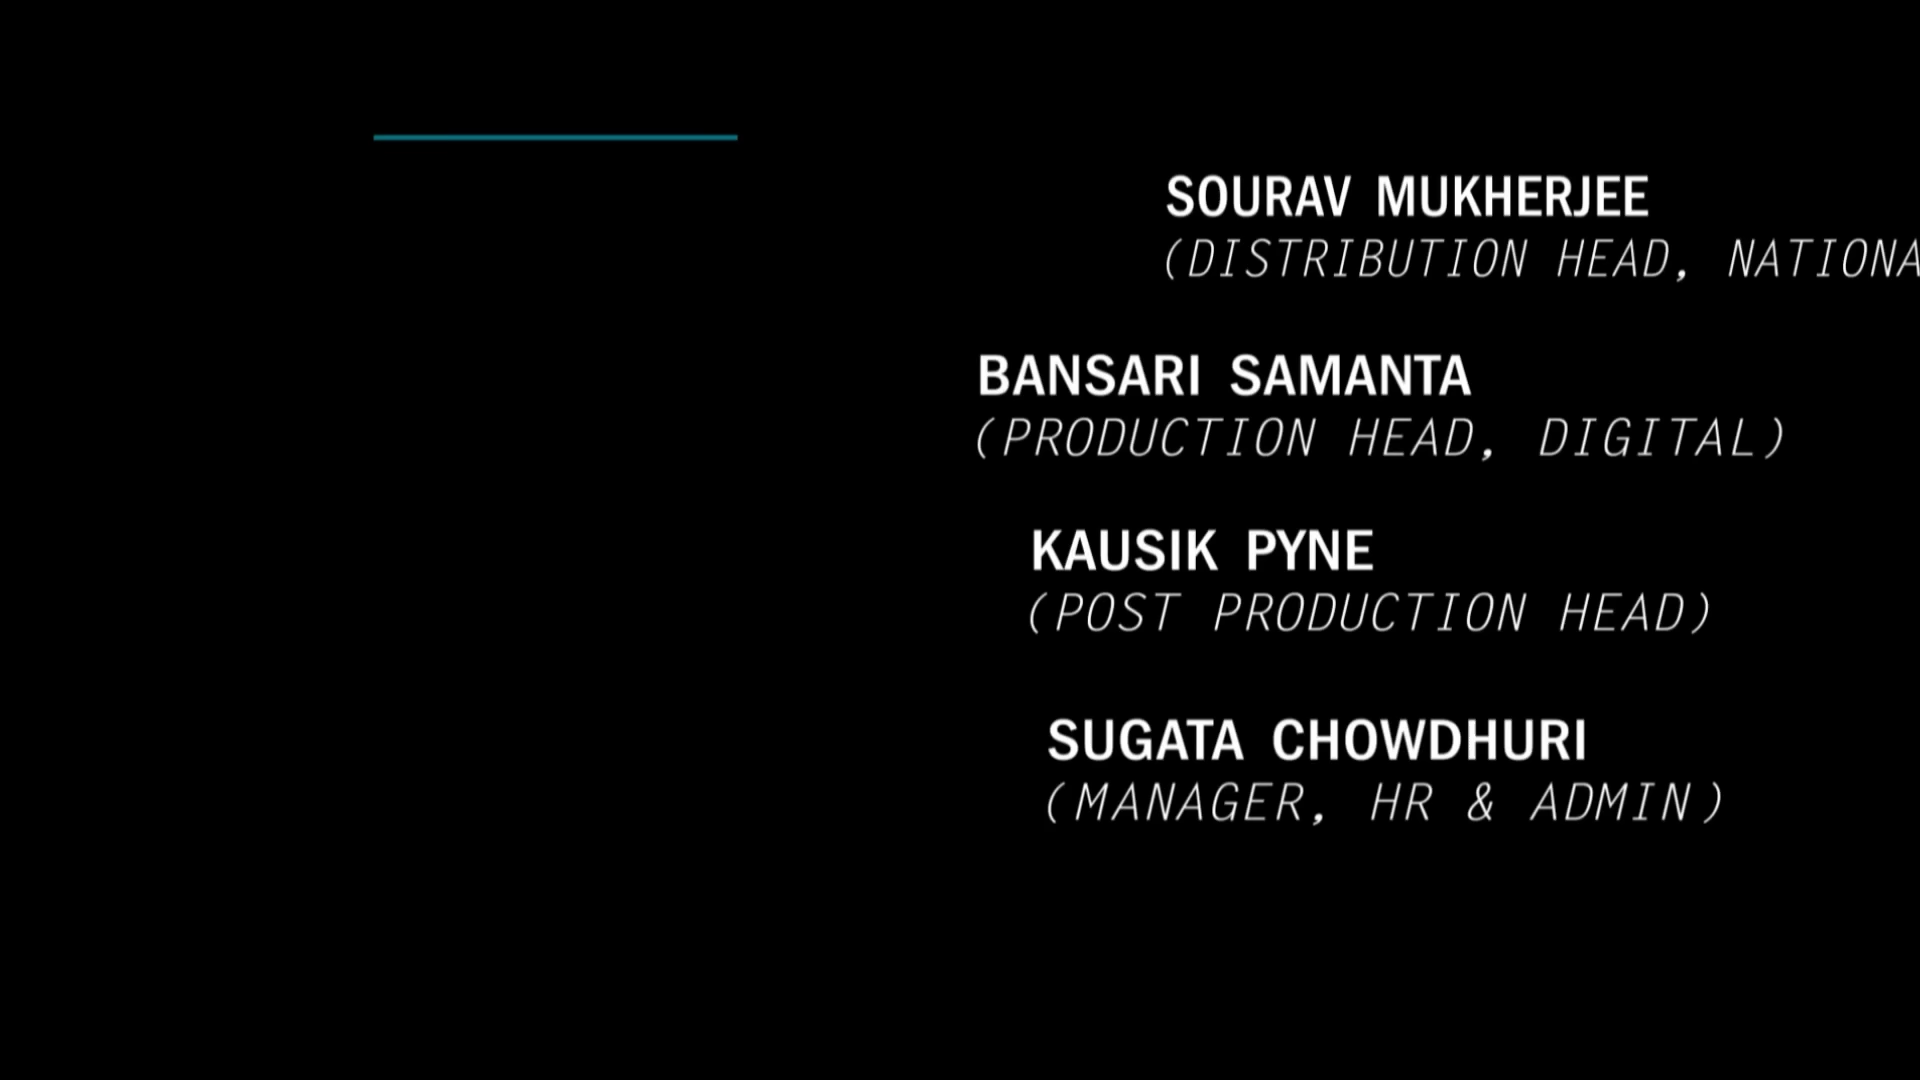 SOURAV MUKHERJEE
(DISTRIBUTION HEAD, NATIONA
BANSARI SAMANTA
(PRODUCTION HEAD, DIGITAL)
KAUSIK PYNE
(POST PRODUCTION HEAD)
SUGATA CHOWDHURI
(MANAGER, HR & ADMIN)